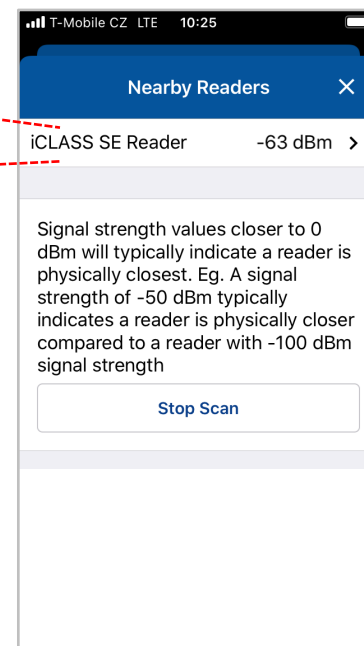 T-Mobile CZ LTE 10:25
Nearby Readers ×
iCLASS SE Reader -63 dBm >
Signal strength values closer to 0
dBm will typically indicate a reader is
physically closest. Eg. A signal
strength of -50 dBm typically
indicates a reader is physically closer
compared to a reader with -100 dBm
signal strength
Stop Scan